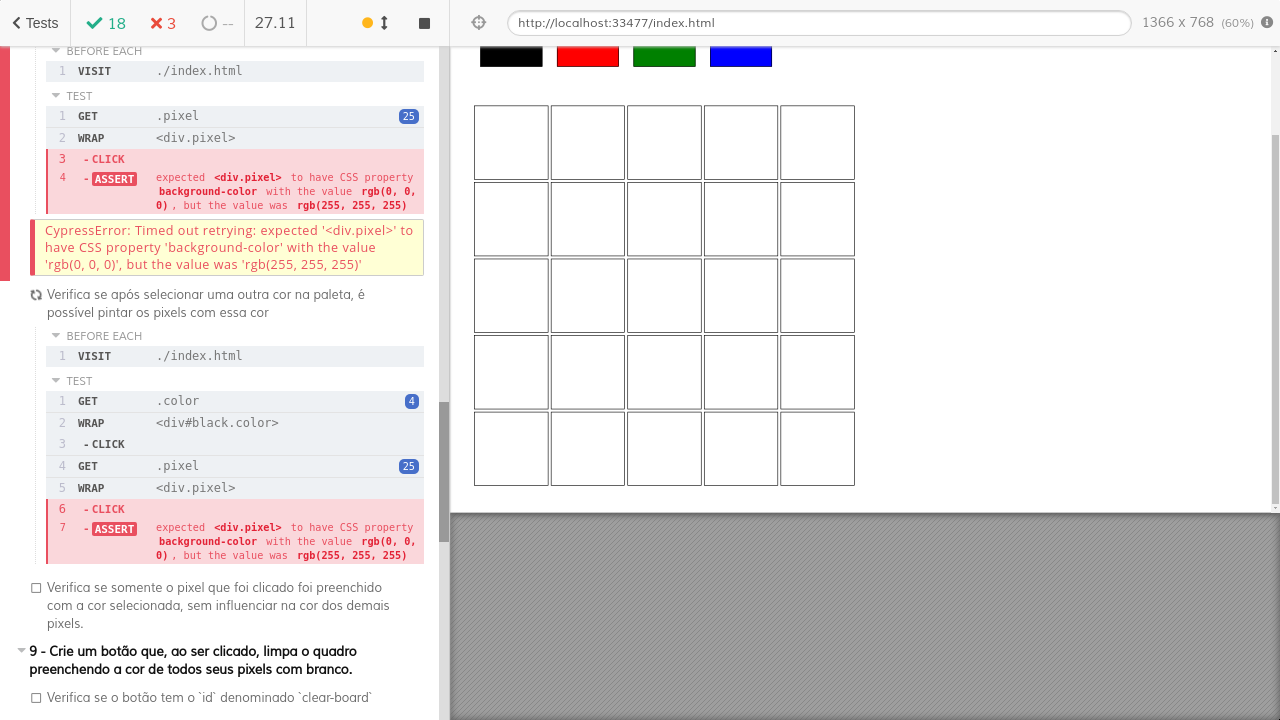 Tests
18
3
--
27.11
http://localhost:33477/index.html
1366 x 768 (60%)
BEFORE EACH
1 VISIT ./index.html
TEST
1 GET .pixel 25
2 WRAP <div.pixel>
3 - CLICK
4 - ASSERT expected <div.pixel> to have CSS property
background-color with the value rgb(0, 0,
0) , but the value was rgb(255, 255, 255)
CypressError: Timed out retrying: expected '<div.pixel>' to
have CSS property 'background-color' with the value
'rgb(0, 0, 0)', but the value was 'rgb(255, 255, 255)'
Verifica se após selecionar uma outra cor na paleta, é
possível pintar os pixels com essa cor
BEFORE EACH
1 VISIT ./index.html
TEST
1 GET .color 4
2 WRAP <div#black.color>
3 - CLICK
4 GET .pixel 25
5 WRAP <div.pixel>
6 - CLICK
7 - ASSERT expected <div.pixel> to have CSS property
background-color with the value rgb(0, 0,
0) , but the value was rgb(255, 255, 255)
Verifica se somente o pixel que foi clicado foi preenchido
com a cor selecionada, sem influenciar na cor dos demais
pixels.
9 - Crie um botão que, ao ser clicado, limpa o quadro
preenchendo a cor de todos seus pixels com branco.
Verifica se o botão tem o `id` denominado `clear-board`